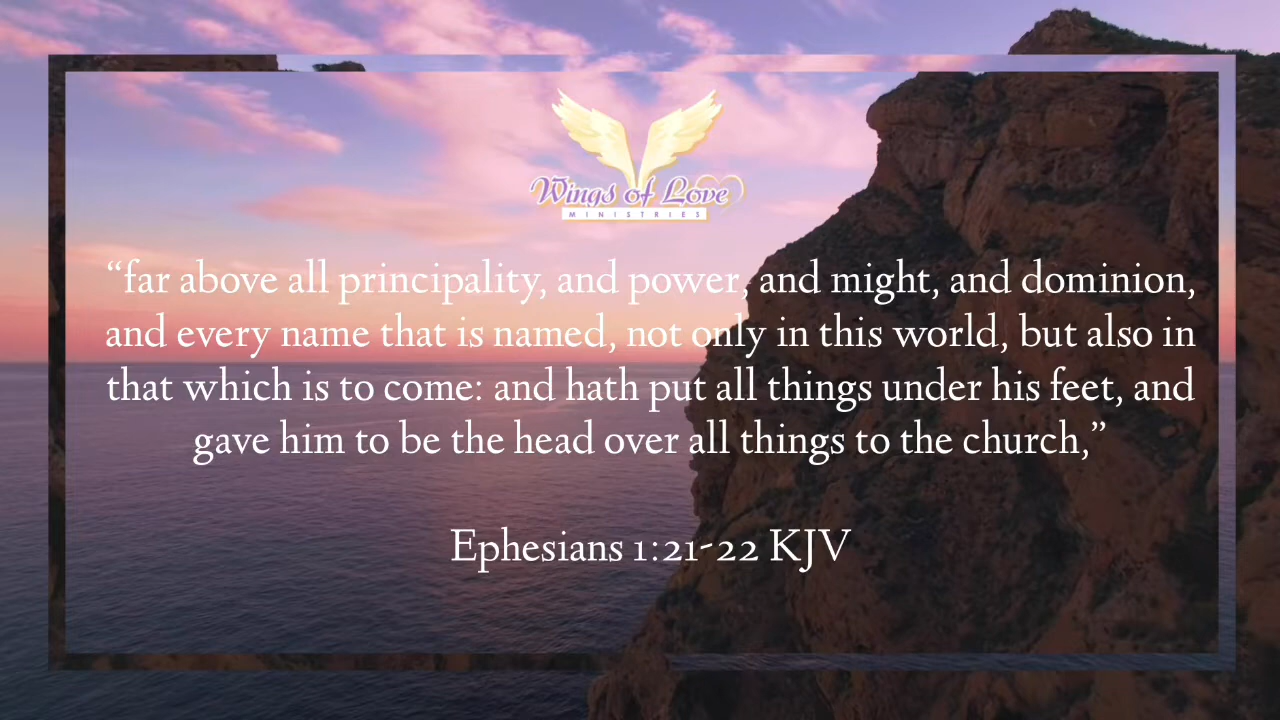 Wings of Love
MINISTRIES
“far above all principality, and power, and might, and dominion,
and every name that is named, not only in this world, but also in
that which is to come: and hath put all things under his feet, and
gave him to be the head over all things to the church,”
Ephesians 1:21-22 KJV